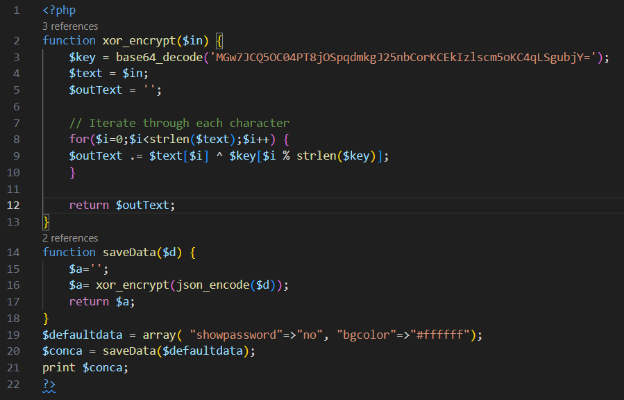 1 <?php
3 references
2 function xor_encrypt($in) {
3 $key = base64_decode('MGw7JCQ5OC04PT8jOSpqdmkgJ25nbCorKCEkIzlscm5oKC4qLSgubjY=');
4 $text = $in;
5 $outText = '';
6
7 // Iterate through each character
8 for($i=0;$i<strlen($text);$i++) {
9 $outText .= $text[$i] ^ $key[$i % strlen($key)];
10 }
11
12 return $outText;
13 }
2 references
14 function saveData($d) {
15 $a='';
16 $a= xor_encrypt(json_encode($d));
17 return $a;
18 }
19 $defaultdata = array( "showpassword"=>"no", "bgcolor"=>"#ffffff");
20 $conca = saveData($defaultdata);
21 print $conca;
22 ?>